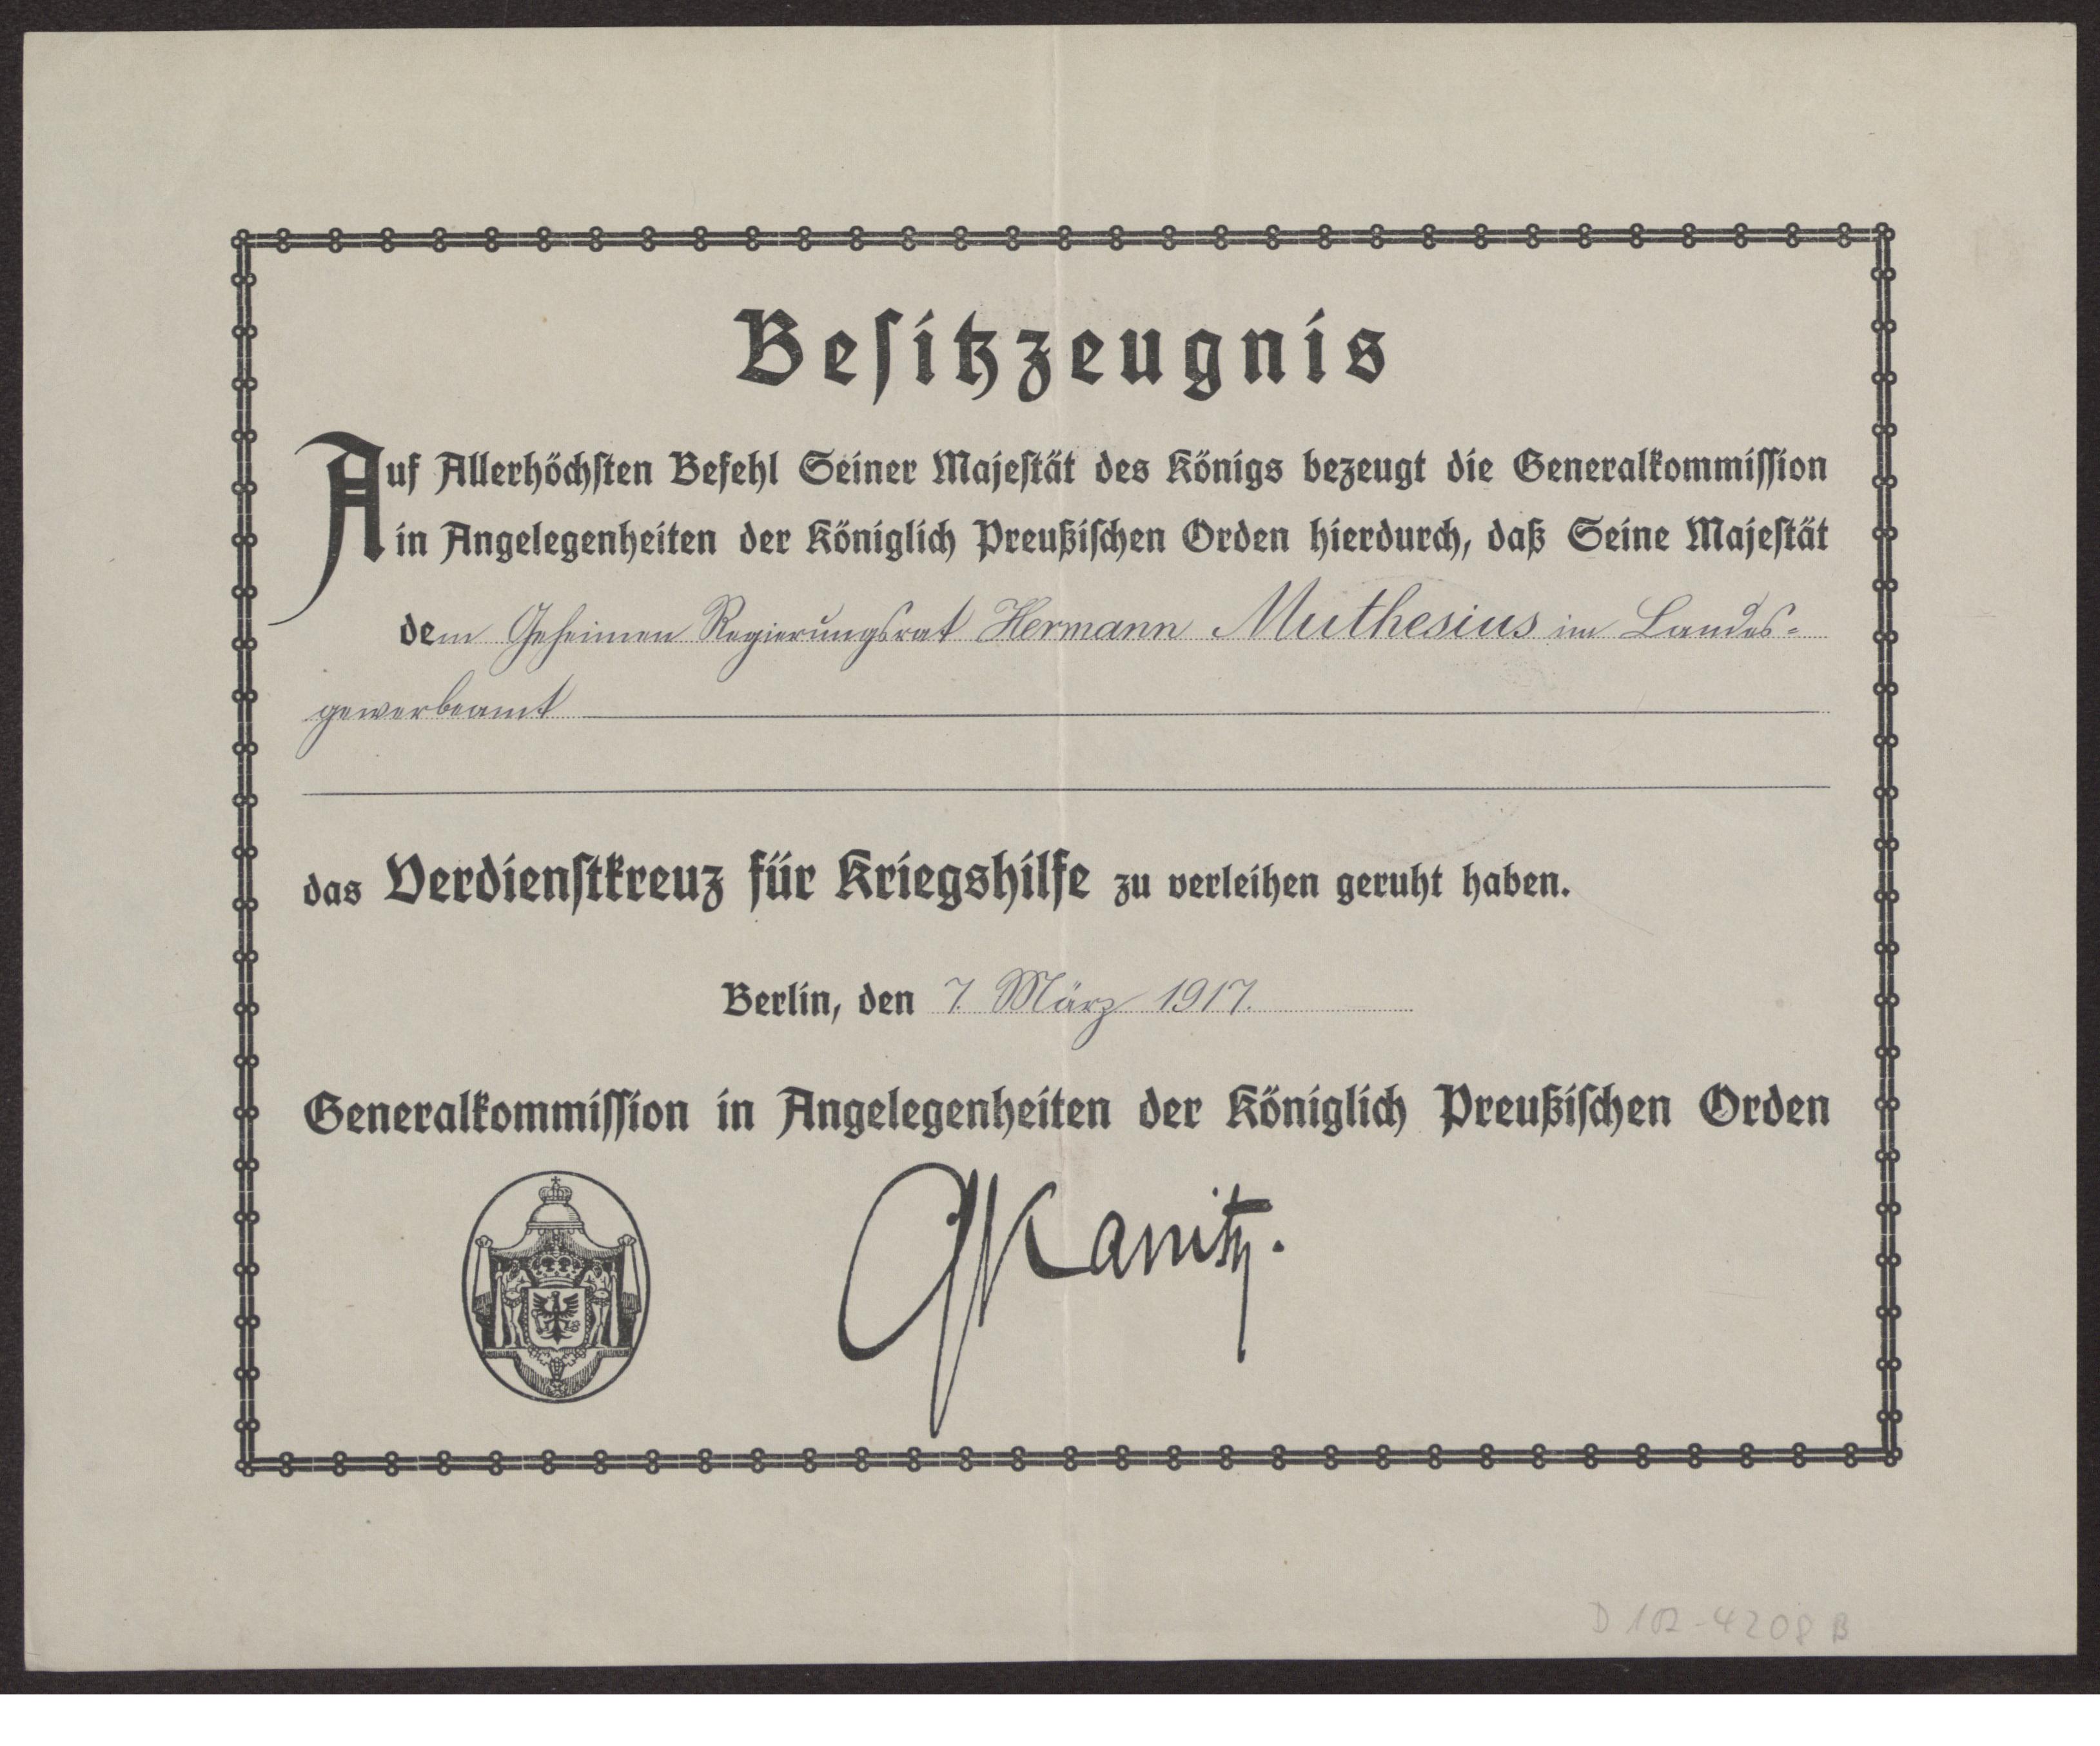 Besitzzeugnis
Auf Allerhöchsten Befehl Seiner Majestät des Königs bezeugt die Generalkommission
in Angelegenheiten der Königlich Preußischen Orden hierdurch, daß Seine Majestät
dem Geheimen Regierungsrat Hermann Muthesius im Landes-
gewerbeamt
das Verdienstkreuz für Kriegshilfe zu verleihen geruht haben.
Berlin, den 7. März 1917.
Generalkommission in Angelegenheiten der Königlich Preußischen Orden
Kanitz.
D 102-4208 B